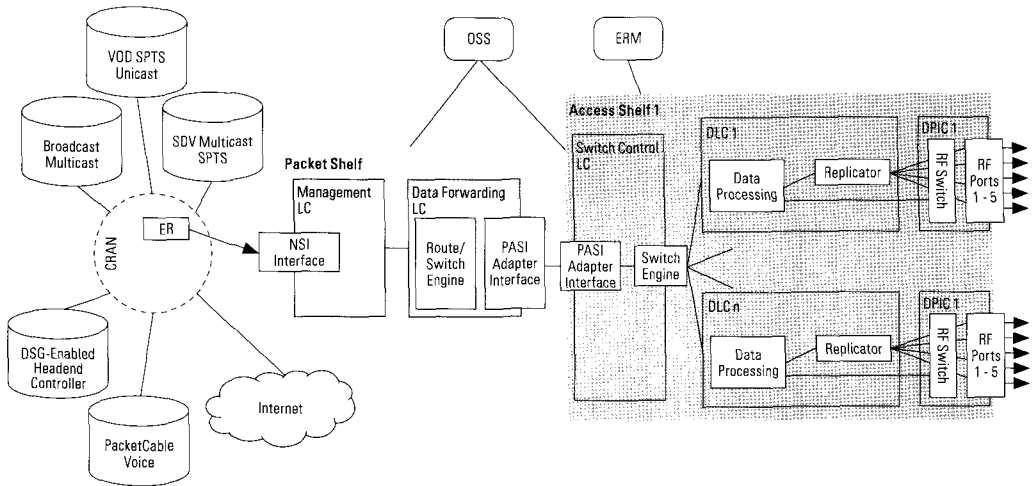 VOD SPTS
Unicast
Broadcast
Multicast
SDV Multicast
SPTS
CRAN
ER
DSG-Enabled
Headend
Controller
PacketCable
Voice
Internet
OSS
ERM
Packet Shelf
Management
LC
NSI
Interface
Data Forwarding
LC
Route/
Switch
Engine
PASI
Adapter
Interface
Access Shelf 1
Switch Control
LC
PASI
Adapter
Interface
Switch
Engine
DLC 1
Data
Processing
Replicator
DPIC 1
RF Switch
RF
Ports
1 - 5
DLC n
Data
Processing
Replicator
DPIC 1
RF Switch
RF
Ports
1 - 5